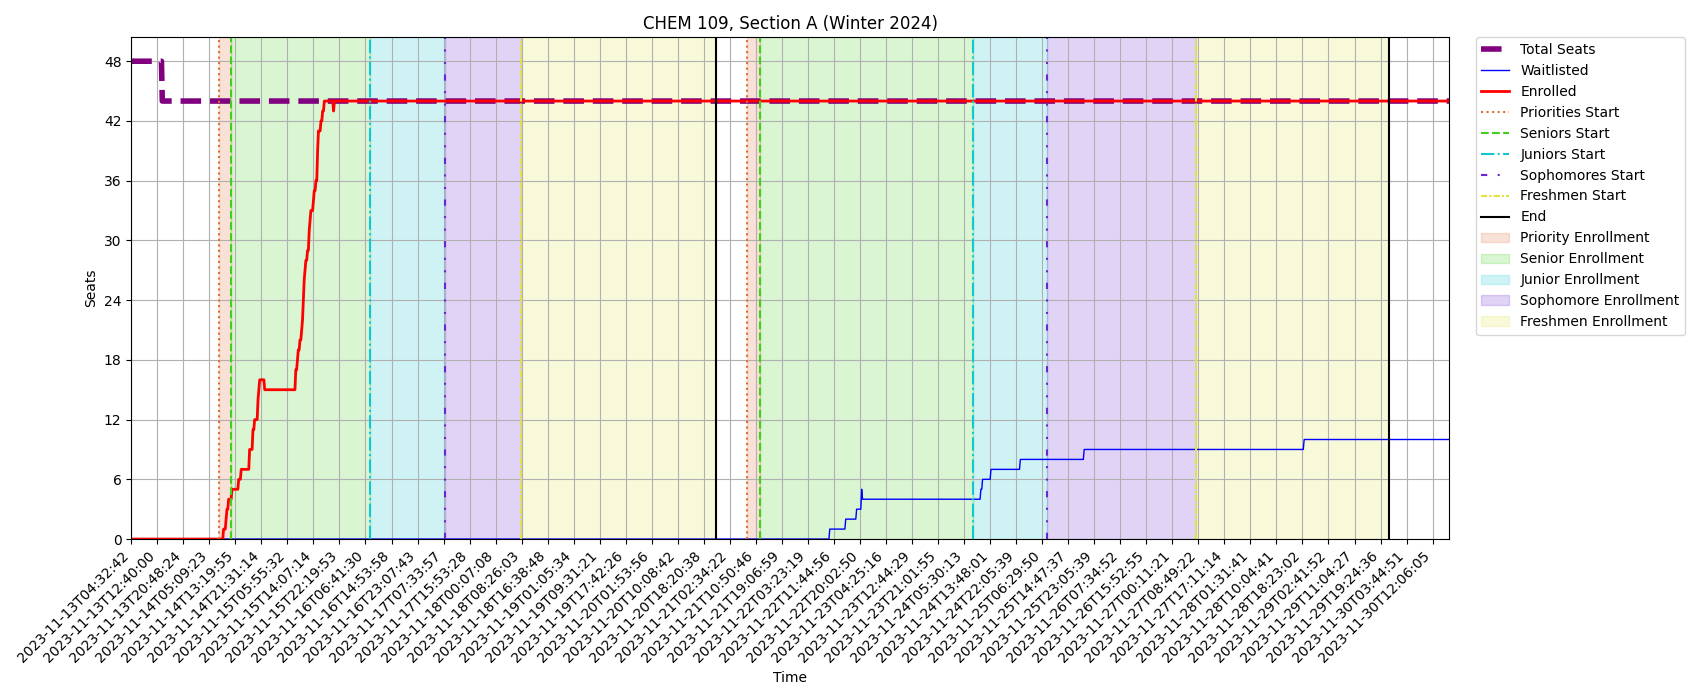 CHEM 109, Section A (Winter 2024)
Seats
48
42
36
30
24
18
12
6
0
2023-11-13T04:32:42
2023-11-13T12:40:00
2023-11-13T20:48:24
2023-11-14T05:09:23
2023-11-14T13:19:55
2023-11-14T21:31:14
2023-11-15T05:55:32
2023-11-15T14:07:14
2023-11-15T22:19:53
2023-11-16T06:41:30
2023-11-16T14:53:58
2023-11-16T23:07:43
2023-11-17T07:33:57
2023-11-17T15:53:28
2023-11-18T00:07:08
2023-11-18T08:26:03
2023-11-18T16:38:48
2023-11-19T01:05:34
2023-11-19T09:31:21
2023-11-19T17:42:26
2023-11-20T01:53:56
2023-11-20T10:08:42
2023-11-20T18:20:38
2023-11-21T02:34:22
2023-11-21T10:50:46
2023-11-21T19:06:59
2023-11-22T03:23:19
2023-11-22T11:44:56
2023-11-22T20:02:50
2023-11-23T04:25:16
2023-11-23T12:44:29
2023-11-23T21:01:55
2023-11-24T05:30:13
2023-11-24T13:48:01
2023-11-24T22:05:39
2023-11-25T06:29:50
2023-11-25T14:47:37
2023-11-25T23:05:39
2023-11-26T07:34:52
2023-11-26T15:52:55
2023-11-27T00:11:21
2023-11-27T08:49:22
2023-11-27T17:11:14
2023-11-28T01:31:41
2023-11-28T10:04:41
2023-11-28T18:23:02
2023-11-29T02:41:52
2023-11-29T11:04:27
2023-11-29T19:24:36
2023-11-30T03:44:51
2023-11-30T12:06:05
Time
Total Seats
Waitlisted
Enrolled
Priorities Start
Seniors Start
Juniors Start
Sophomores Start
Freshmen Start
End
Priority Enrollment
Senior Enrollment
Junior Enrollment
Sophomore Enrollment
Freshmen Enrollment